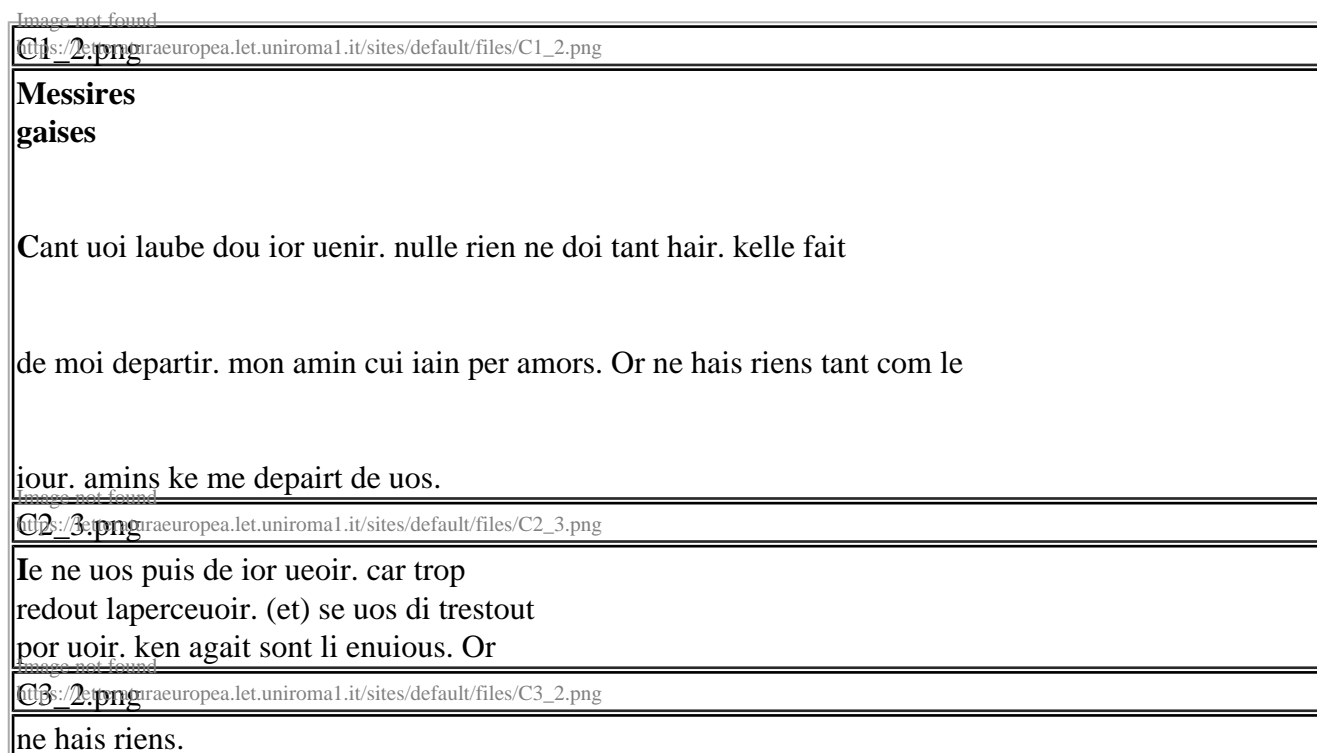 Image not found
https://letteraturaeuropea.let.uniroma1.it/sites/default/files/C1_2.png
C1_2.png
Messires
gaises
Cant uoi laube dou ior uenir. nulle rien ne doi tant hair. kelle fait
de moi departir. mon amin cui iain per amors. Or ne hais riens tant com le
iour. amins ke me depairt de uos.
Image not found
https://letteraturaeuropea.let.uniroma1.it/sites/default/files/C2_3.png
C2_3.png
Ie ne uos puis de ior ueoir. car trop
redout laperceuoir. (et) se uos di trestout
por uoir. ken agait sont li enuious. Or
Image not found
https://letteraturaeuropea.let.uniroma1.it/sites/default/files/C3_2.png
C3_2.png
ne hais riens.